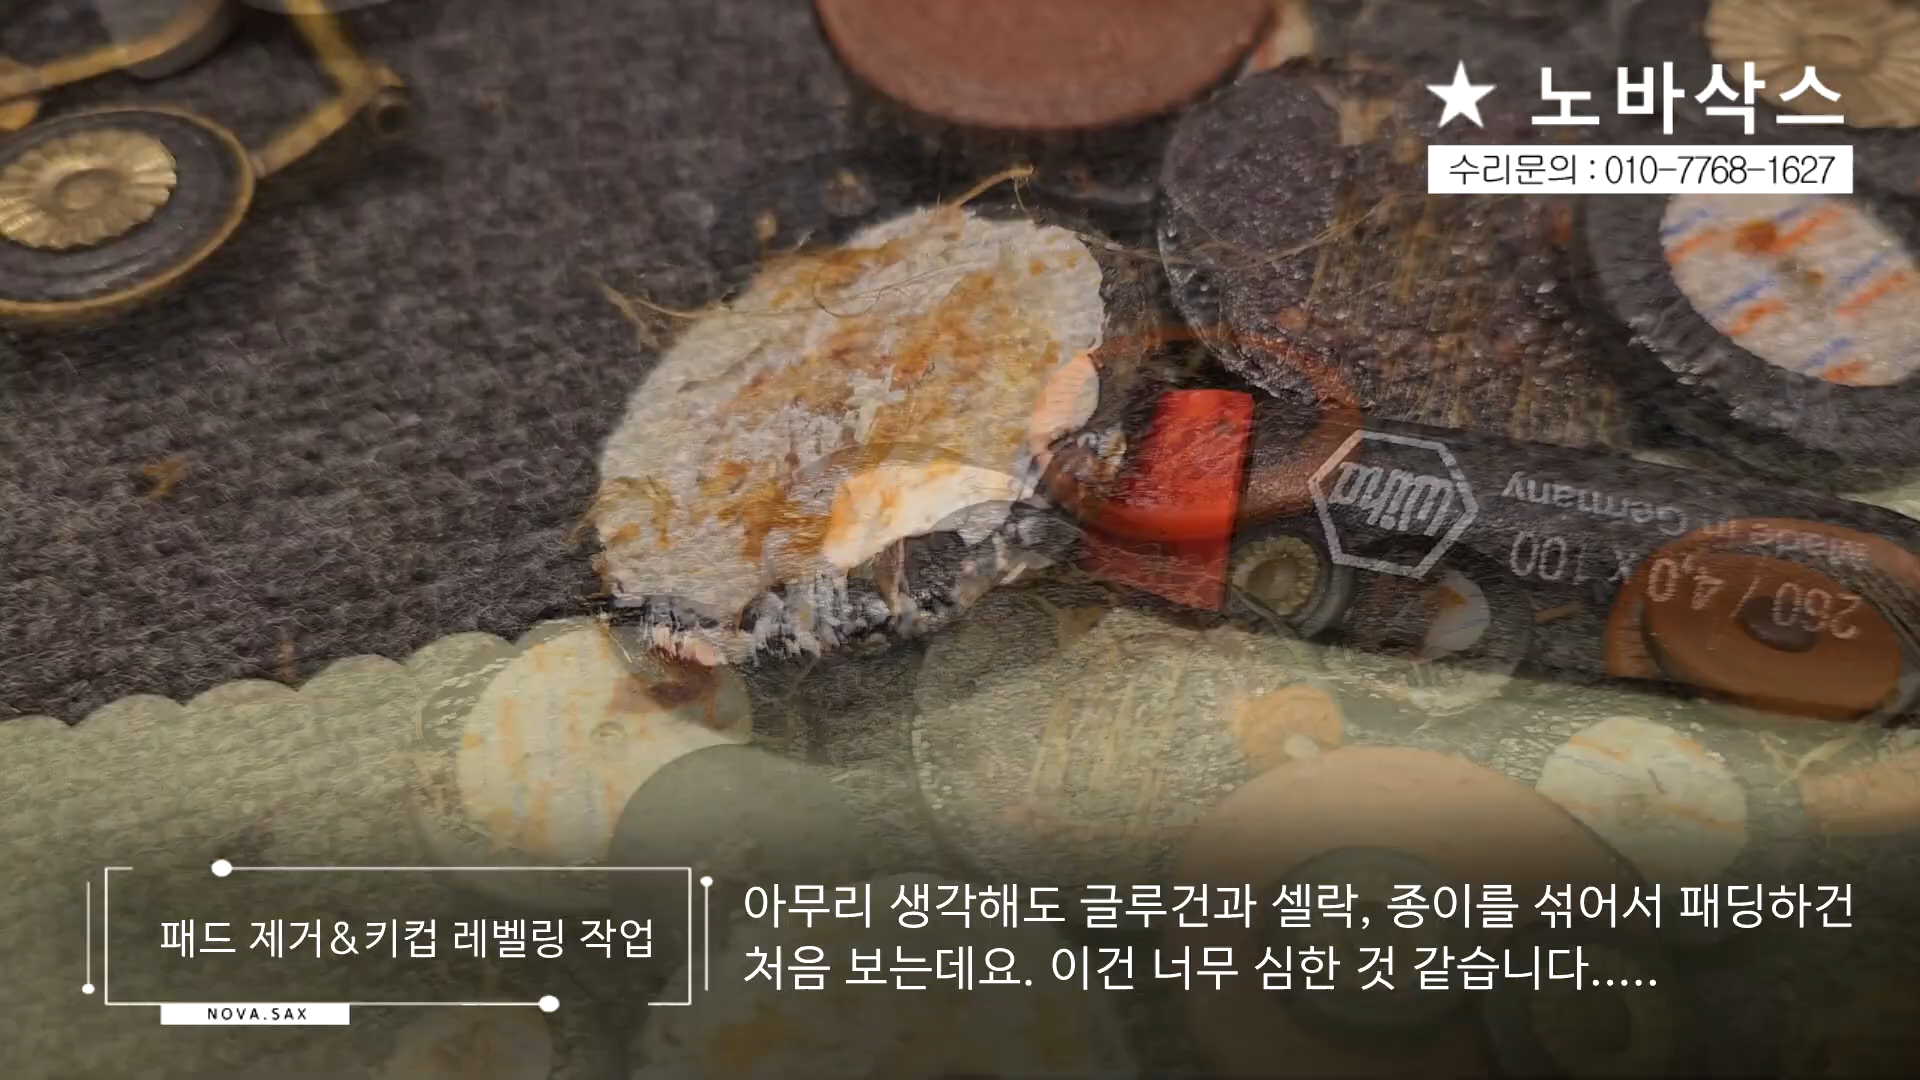 ★ 노바삭스
수리문의 : 010-7768-1627
wiha
Made in Germany
260 / 4,0 x 100
패드 제거&키컵 레벨링 작업
NOVA.SAX
아무리 생각해도 글루건과 셀락, 종이를 섞어서 패딩하건
처음 보는데요. 이건 너무 심한 것 같습니다.....